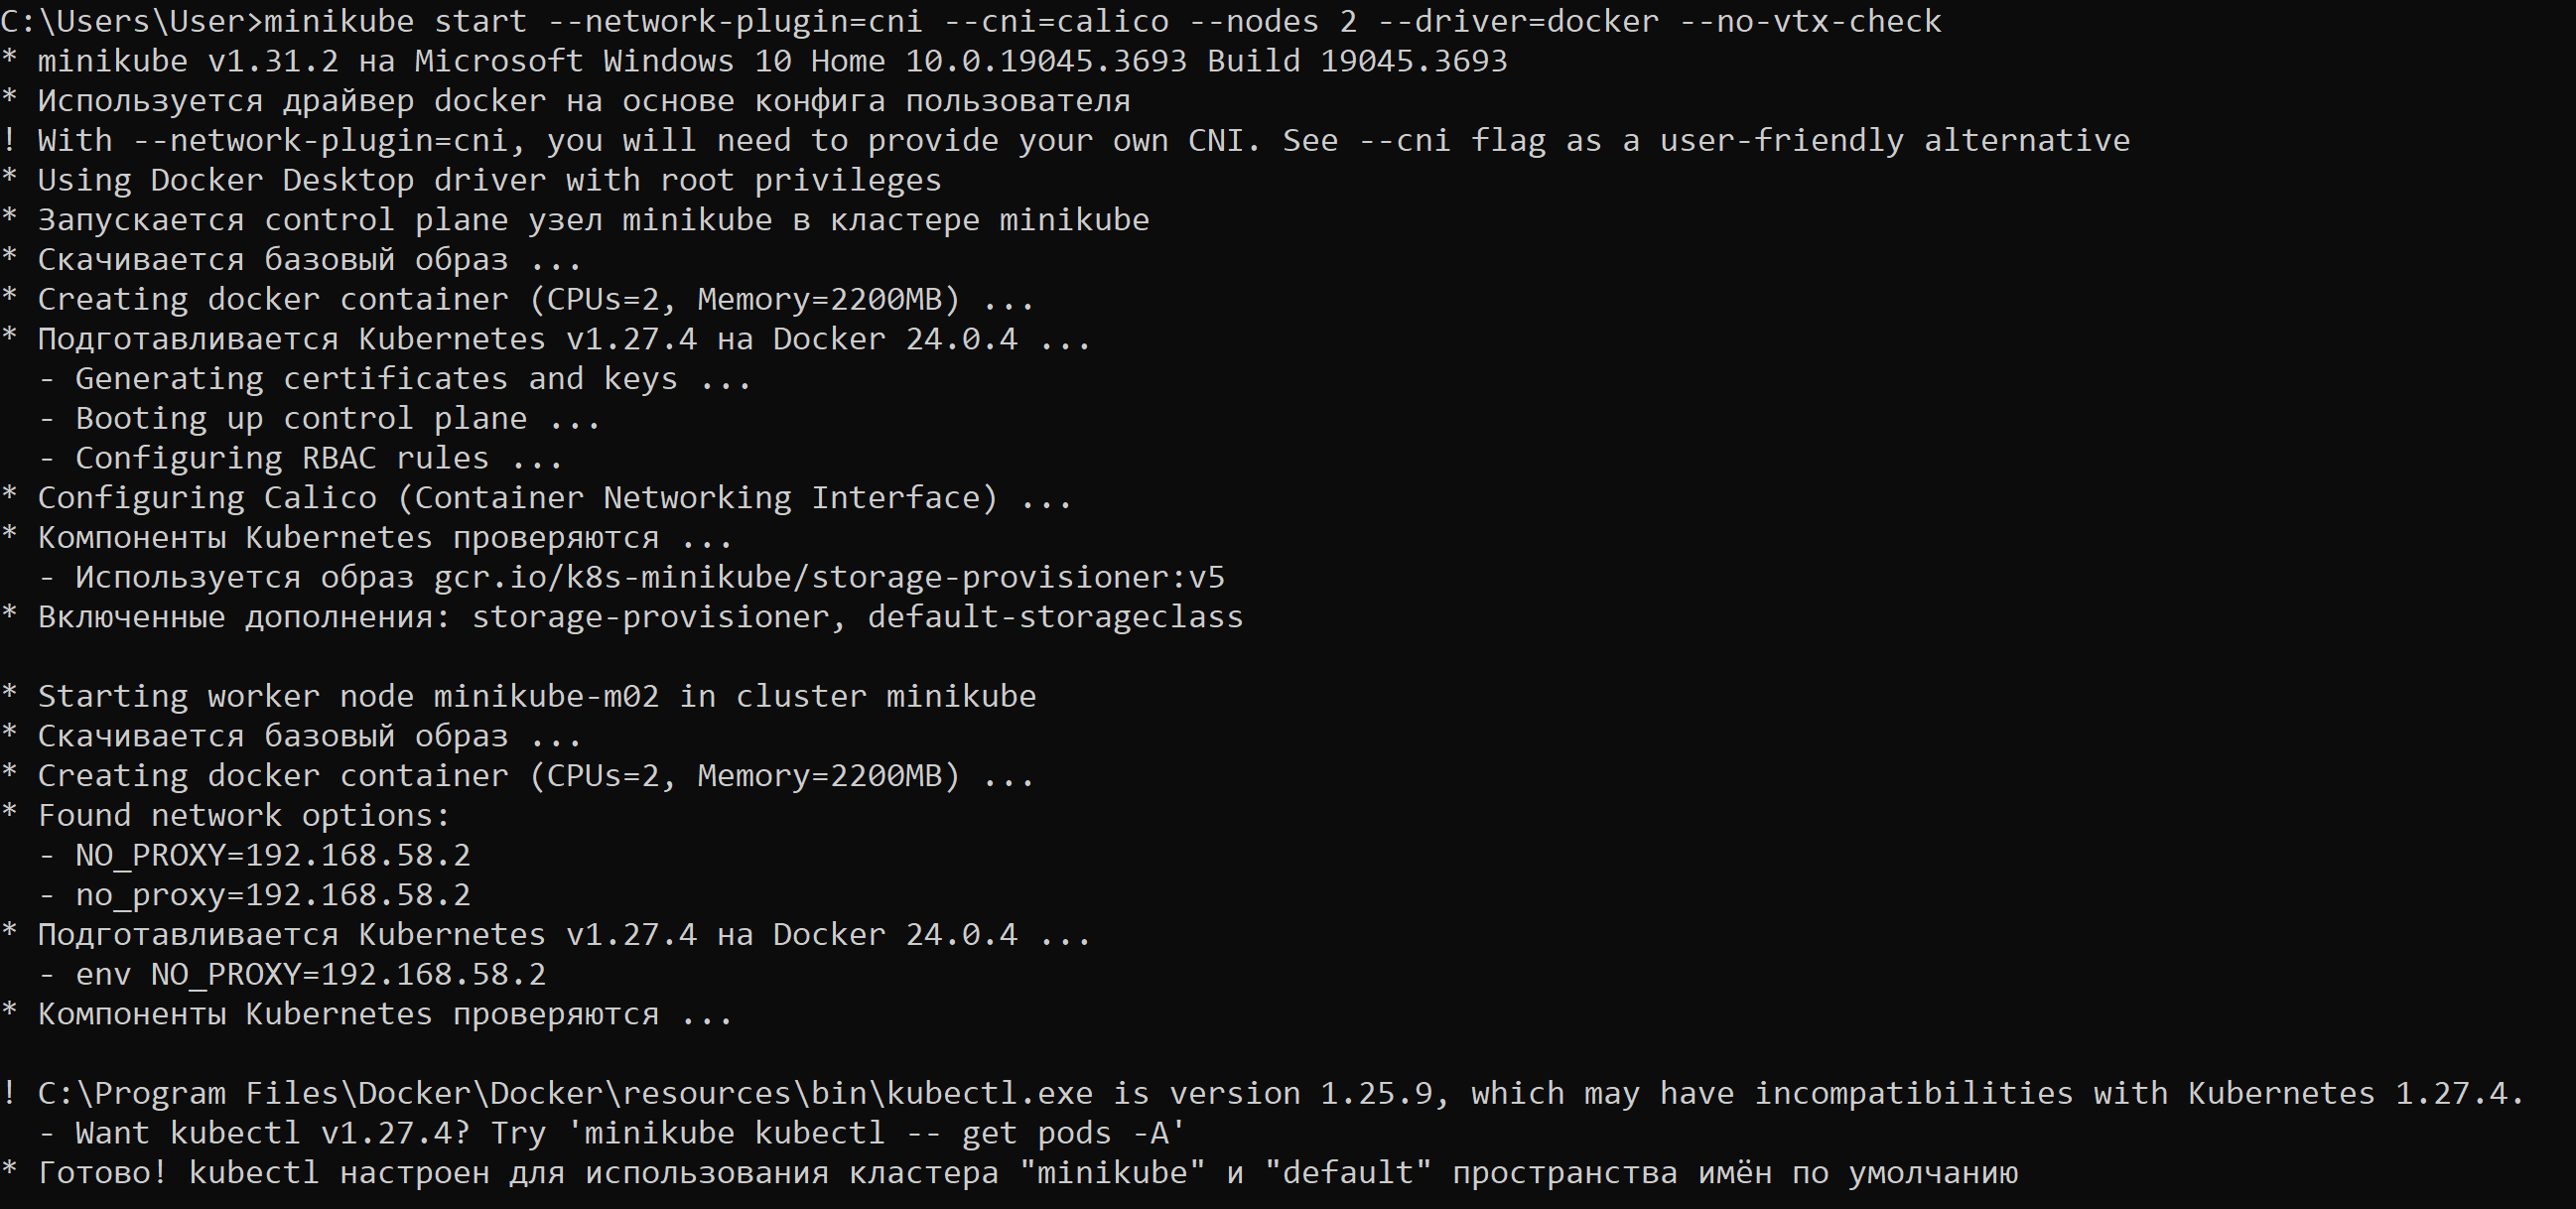 C:\Users\User>minikube start --network-plugin=cni --cni=calico --nodes 2 --driver=docker --no-vtx-check
* minikube v1.31.2 на Microsoft Windows 10 Home 10.0.19045.3693 Build 19045.3693
* Используется драйвер docker на основе конфига пользователя
! With --network-plugin=cni, you will need to provide your own CNI. See --cni flag as a user-friendly alternative
* Using Docker Desktop driver with root privileges
* Запускается control plane узел minikube в кластере minikube
* Скачивается базовый образ ...
* Creating docker container (CPUs=2, Memory=2200MB) ...
* Подготавливается Kubernetes v1.27.4 на Docker 24.0.4 ...
  - Generating certificates and keys ...
  - Booting up control plane ...
  - Configuring RBAC rules ...
* Configuring Calico (Container Networking Interface) ...
* Компоненты Kubernetes проверяются ...
  - Используется образ gcr.io/k8s-minikube/storage-provisioner:v5
* Включенные дополнения: storage-provisioner, default-storageclass
* Starting worker node minikube-m02 in cluster minikube
* Скачивается базовый образ ...
* Creating docker container (CPUs=2, Memory=2200MB) ...
* Found network options:
  - NO_PROXY=192.168.58.2
  - no_proxy=192.168.58.2
* Подготавливается Kubernetes v1.27.4 на Docker 24.0.4 ...
  - env NO_PROXY=192.168.58.2
* Компоненты Kubernetes проверяются ...
! C:\Program Files\Docker\Docker\resources\bin\kubectl.exe is version 1.25.9, which may have incompatibilities with Kubernetes 1.27.4.
  - Want kubectl v1.27.4? Try 'minikube kubectl -- get pods -A'
* Готово! kubectl настроен для использования кластера "minikube" и "default" пространства имён по умолчанию